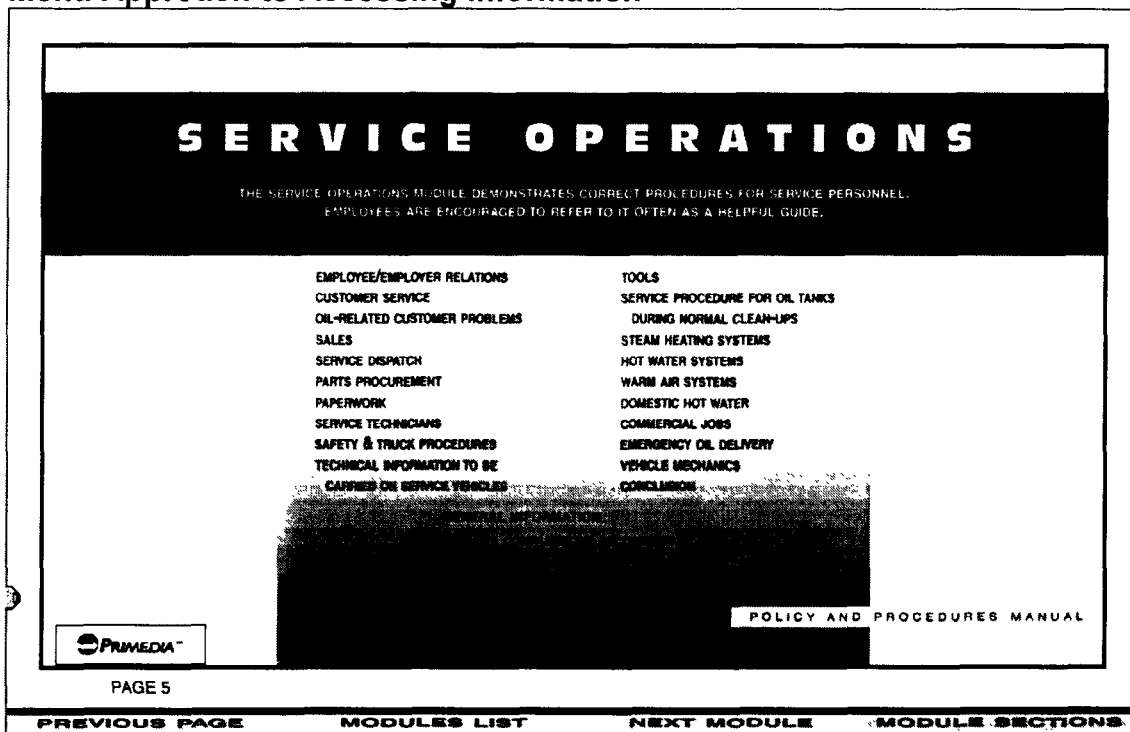 Menu Approach to Accessing Information
SERVICE OPERATIONS
THE SERVICE OPERATIONS MODULE DEMONSTRATES CORRECT PROCEDURES FOR SERVICE PERSONNEL.
EMPLOYEES ARE ENCOURAGED TO REFER TO IT OFTEN AS A HELPFUL GUIDE.
EMPLOYEE/EMPLOYER RELATIONS
CUSTOMER SERVICE
OIL-RELATED CUSTOMER PROBLEMS
SALES
SERVICE DISPATCH
PARTS PROCUREMENT
PAPERWORK
SERVICE TECHNICIANS
SAFETY & TRUCK PROCEDURES
TECHNICAL INFORMATION TO BE
CARRIED ON SERVICE VEHICLES
TOOLS
SERVICE PROCEDURE FOR OIL TANKS
DURING NORMAL CLEAN-UPS
STEAM HEATING SYSTEMS
HOT WATER SYSTEMS
WARM AIR SYSTEMS
DOMESTIC HOT WATER
COMMERCIAL JOBS
EMERGENCY OIL DELIVERY
VEHICLE MECHANICS
CONCLUSION
GENERAL INFORMATION
POLICY AND PROCEDURES MANUAL
PRIMEDIA™
PAGE 5
PREVIOUS PAGE MODULES LIST NEXT MODULE MODULE SECTIONS